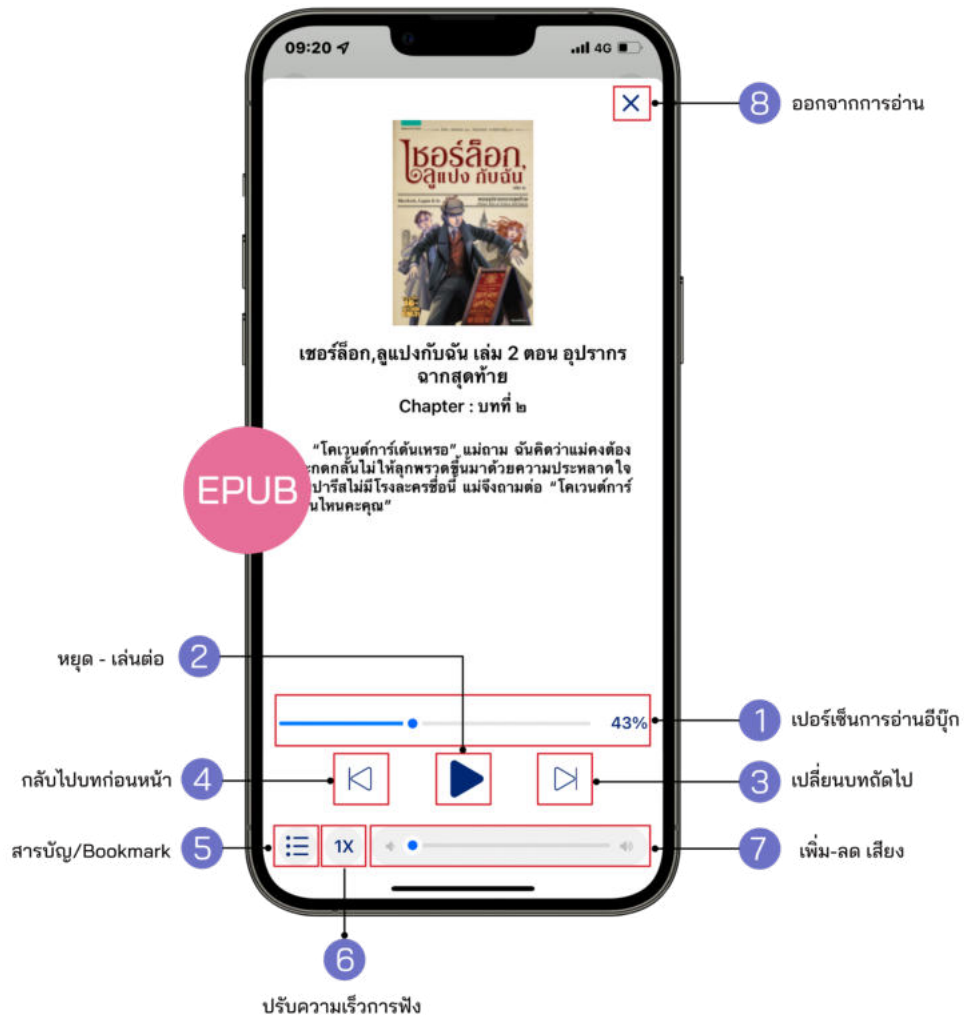 09:20
4G
8 ออกจากการอ่าน
เชอร์ล็อก,
ลูแปง กับฉัน
เชอร์ล็อก,ลูแปงกับฉัน เล่ม 2 ตอน อุปรากร
ฉากสุดท้าย
Chapter : บทที่ ๒
“โคเวนต์การ์เด้นเหรอ” แม่ถาม ฉันคิดว่าแม่คงต้อง
ะกดกลั้นไม่ให้ลุกพรวดขึ้นมาด้วยความประหลาดใจ
ปารีสไม่มีโรงละครชื่อนี้ แม่จึงถามต่อ “โคเวนต์การ์
นไหนคะคุณ”
EPUB
หยุด - เล่นต่อ 2
43%
1 เปอร์เซ็นการอ่านอีบุ๊ก
กลับไปบทก่อนหน้า 4
3 เปลี่ยนบทถัดไป
สารบัญ/Bookmark 5
1X
7 เพิ่ม-ลด เสียง
6
ปรับความเร็วการฟัง